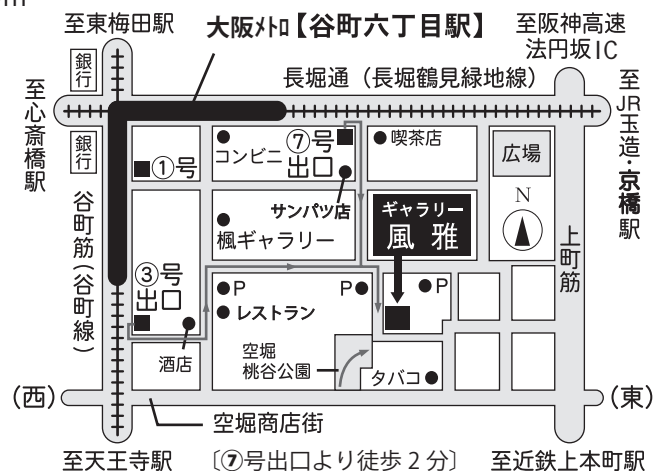 至東梅田駅
大阪ﾒﾄﾛ【谷町六丁目駅】
至阪神高速
法円坂IC
銀行
長堀通(長堀鶴見緑地線)
至心斎橋駅
至JR玉造・京橋駅
銀行
①号
コンビニ
⑦号
出口
喫茶店
広場
サンパツ店
楓ギャラリー
ギャラリー
風雅
N
谷町筋(谷町線)
上町筋
③号
出口
P
P
P
レストラン
酒店
空堀
桃谷公園
タバコ
(西)
(東)
空堀商店街
至天王寺駅
〔⑦号出口より徒歩2分〕
至近鉄上本町駅